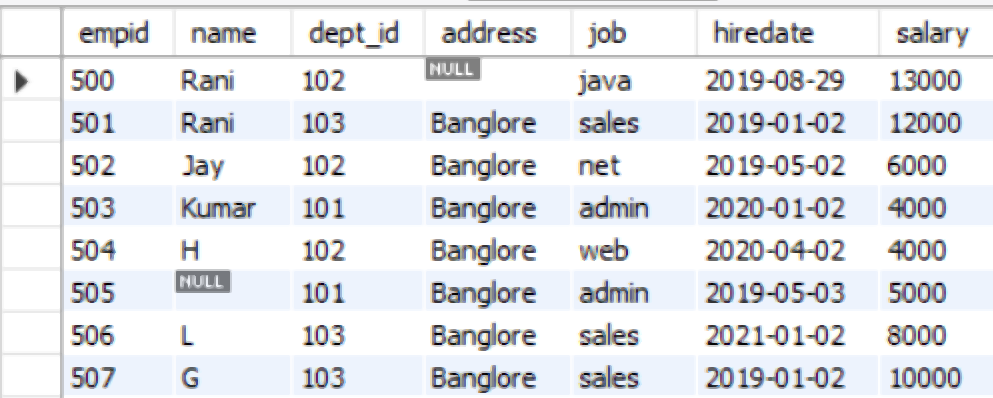 empid name dept_id address job hiredate salary
500 Rani 102 NULL java 2019-08-29 13000
501 Rani 103 Banglore sales 2019-01-02 12000
502 Jay 102 Banglore net 2019-05-02 6000
503 Kumar 101 Banglore admin 2020-01-02 4000
504 H 102 Banglore web 2020-04-02 4000
505 NULL 101 Banglore admin 2019-05-03 5000
506 L 103 Banglore sales 2021-01-02 8000
507 G 103 Banglore sales 2019-01-02 10000